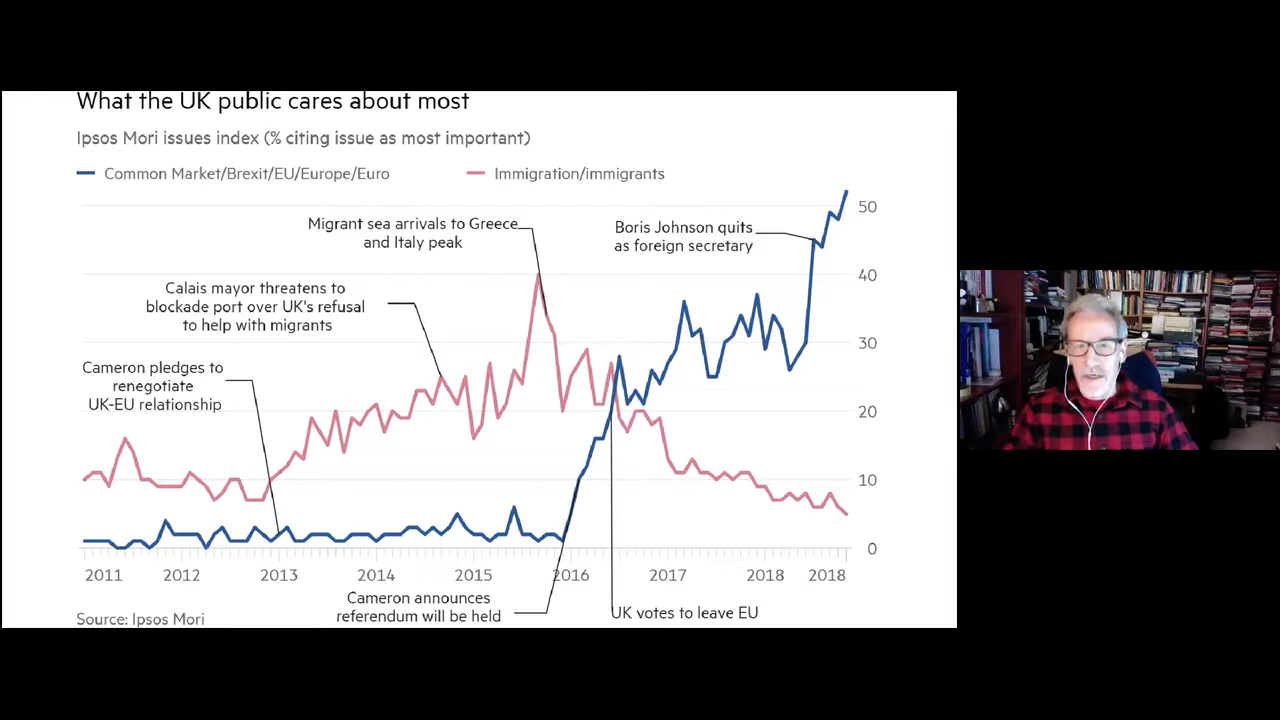 What the UK public cares about most
Ipsos Mori issues index (% citing issue as most important)
Common Market/Brexit/EU/Europe/Euro
Immigration/immigrants
50
40
30
20
10
0
Migrant sea arrivals to Greece
and Italy peak
Boris Johnson quits
as foreign secretary
Calais mayor threatens to
blockade port over UK's refusal
to help with migrants
Cameron pledges to
renegotiate
UK-EU relationship
2011 2012 2013 2014 2015 2016 2017 2018 2018
Cameron announces
referendum will be held
UK votes to leave EU
Source: Ipsos Mori